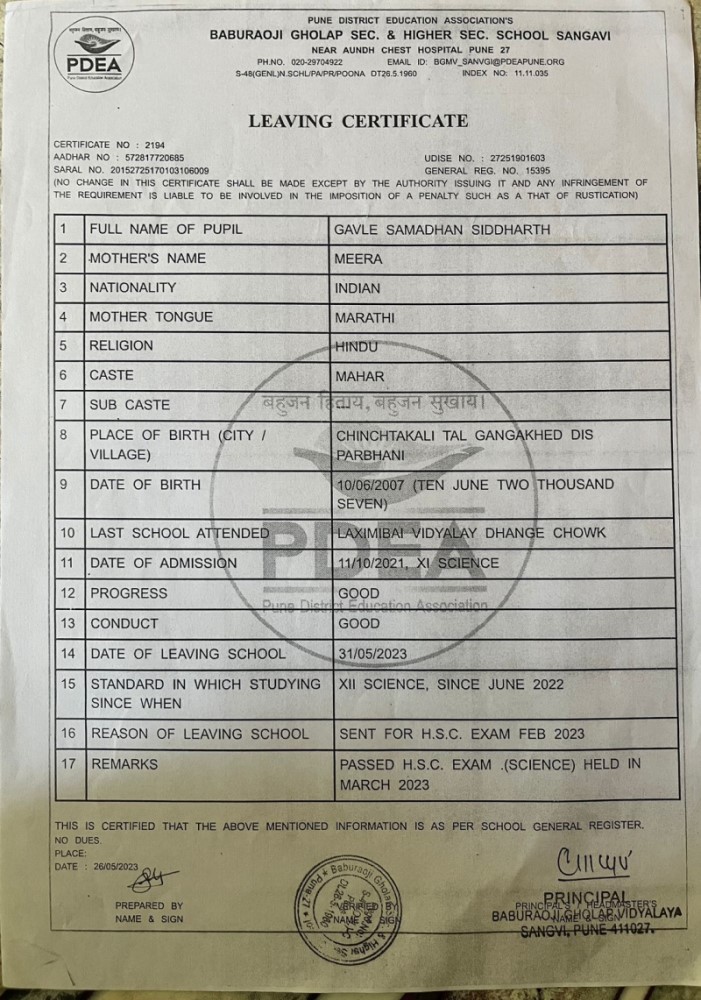 बहुजन हिताय, बहुजन सुखाय।
PDEA
Pune District Education Association
PUNE DISTRICT EDUCATION ASSOCIATION'S
BABURAOJI GHOLAP SEC. & HIGHER SEC. SCHOOL SANGAVI
NEAR AUNDH CHEST HOSPITAL PUNE 27
PH.NO. 020-29704922 EMAIL ID: BGMV_SANVGI@PDEAPUNE.ORG
S-48(GENL)N.SCHL/PA/PR/POONA DT26.5.1960 INDEX NO: 11.11.035
LEAVING CERTIFICATE
CERTIFICATE NO : 2194
AADHAR NO : 572817720685 UDISE NO. : 27251901603
SARAL NO. 20152725170103106009 GENERAL REG. NO. 15395
(NO CHANGE IN THIS CERTIFICATE SHALL BE MADE EXCEPT BY THE AUTHORITY ISSUING IT AND ANY INFRINGEMENT OF
THE REQUIREMENT IS LIABLE TO BE INVOLVED IN THE IMPOSITION OF A PENALTY SUCH AS A THAT OF RUSTICATION)
1 FULL NAME OF PUPIL GAVLE SAMADHAN SIDDHARTH
2 MOTHER'S NAME MEERA
3 NATIONALITY INDIAN
4 MOTHER TONGUE MARATHI
5 RELIGION HINDU
6 CASTE MAHAR
7 SUB CASTE ---
बहुजन हिताय, बहुजन सुखाय।
8 PLACE OF BIRTH (CITY / CHINCHTAKALI TAL GANGAKHED DIS
VILLAGE) PARBHANI
9 DATE OF BIRTH 10/06/2007 (TEN JUNE TWO THOUSAND
SEVEN)
10 LAST SCHOOL ATTENDED LAXIMIBAI VIDYALAY DHANGE CHOWK
PDEA
11 DATE OF ADMISSION 11/10/2021, XI SCIENCE
12 PROGRESS GOOD
Pune District Education Association
13 CONDUCT GOOD
14 DATE OF LEAVING SCHOOL 31/05/2023
15 STANDARD IN WHICH STUDYING XII SCIENCE, SINCE JUNE 2022
SINCE WHEN
16 REASON OF LEAVING SCHOOL SENT FOR H.S.C. EXAM FEB 2023
17 REMARKS PASSED H.S.C. EXAM .(SCIENCE) HELD IN
MARCH 2023
THIS IS CERTIFIED THAT THE ABOVE MENTIONED INFORMATION IS AS PER SCHOOL GENERAL REGISTER.
NO DUES.
PLACE:
DATE : 26/05/2023
PREPARED BY
NAME & SIGN
VERIFIED
NAME SIGN
Baburaoji Gholap
PRINCIPAL'S / HEADMASTER'S
NAME SIGN
PRINCIPAL
BABURAOJI GHOLAP VIDYALAYA
SANGVI, PUNE-411027.